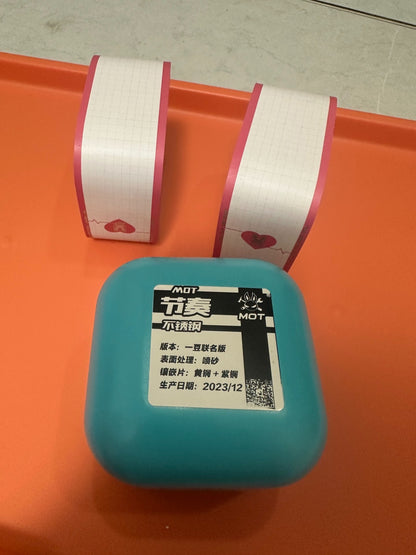 MOT
节奏
MOT
不锈钢
版本：一豆联名版
表面处理：喷砂
镶嵌片：黄铜 + 紫铜
生产日期：2023/12